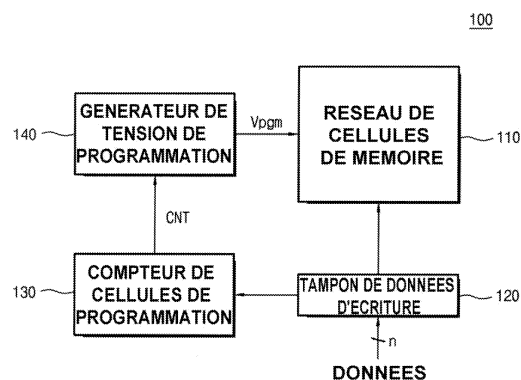 100
GENERATEUR DE
TENSION DE
PROGRAMMATION
140
Vpgm
RESEAU DE
CELLULES
DE MEMOIRE
110
CNT
COMPTEUR DE
CELLULES DE
PROGRAMMATION
130
TAMPON DE DONNEES
D'ECRITURE
120
n
DONNEES